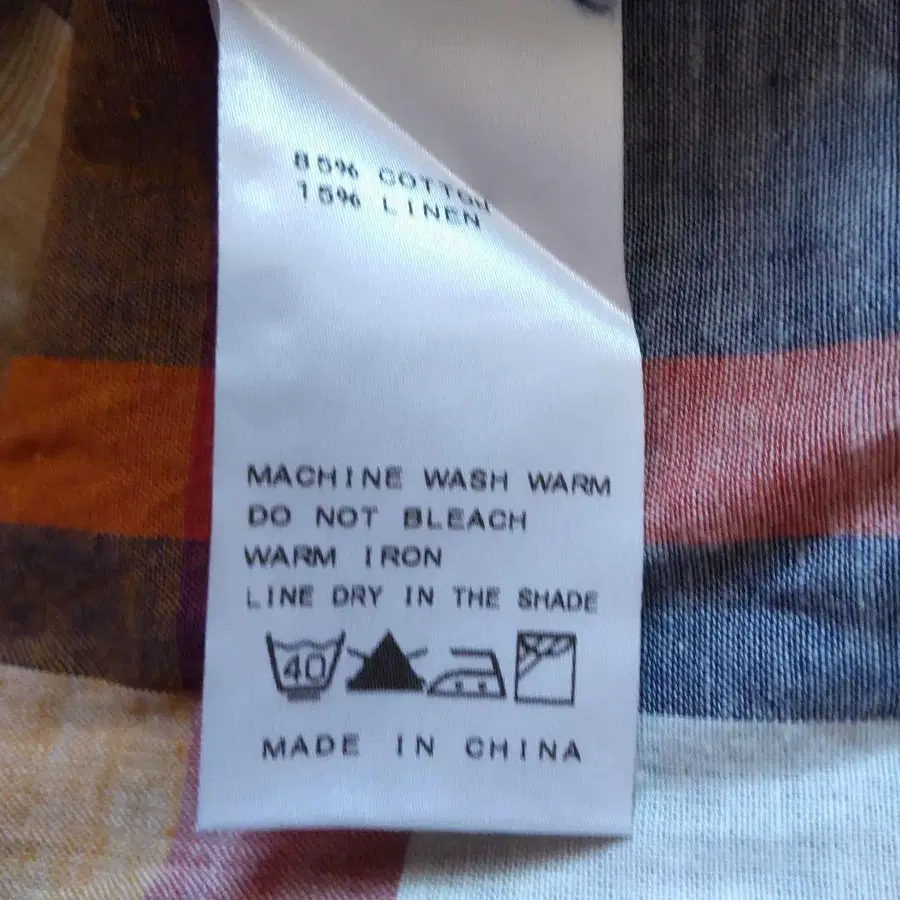 85% COTTON
15% LINEN
MACHINE WASH WARM
DO NOT BLEACH
WARM IRON
LINE DRY IN THE SHADE
40
MADE IN CHINA